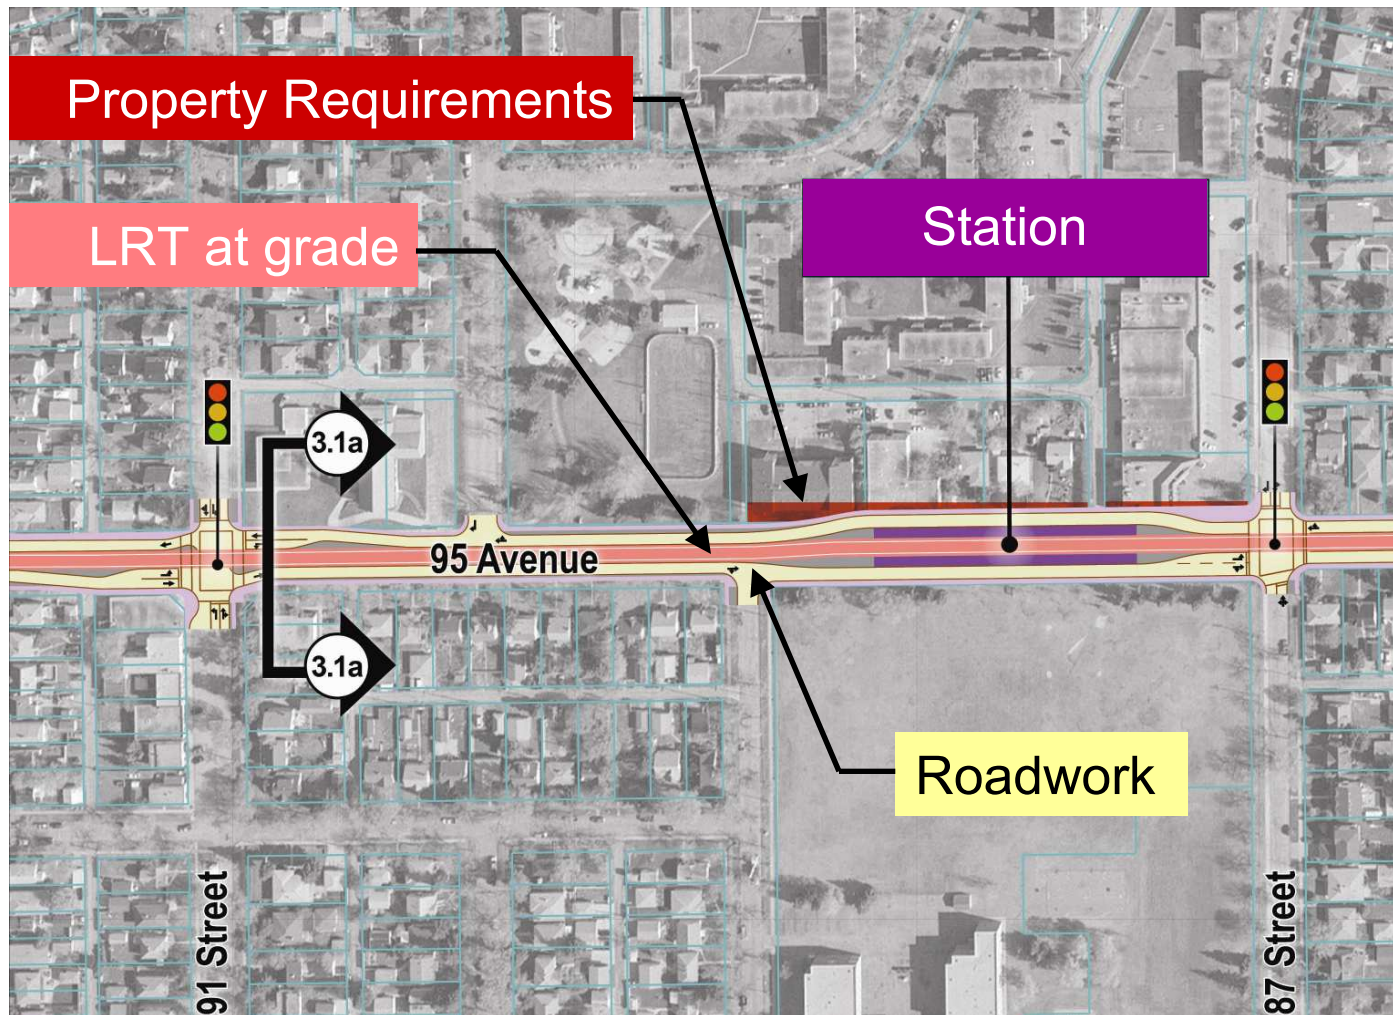 Property Requirements
Station
LRT at grade
3.1a
95 Avenue
3.1a
Roadwork
91 Street
87 Street